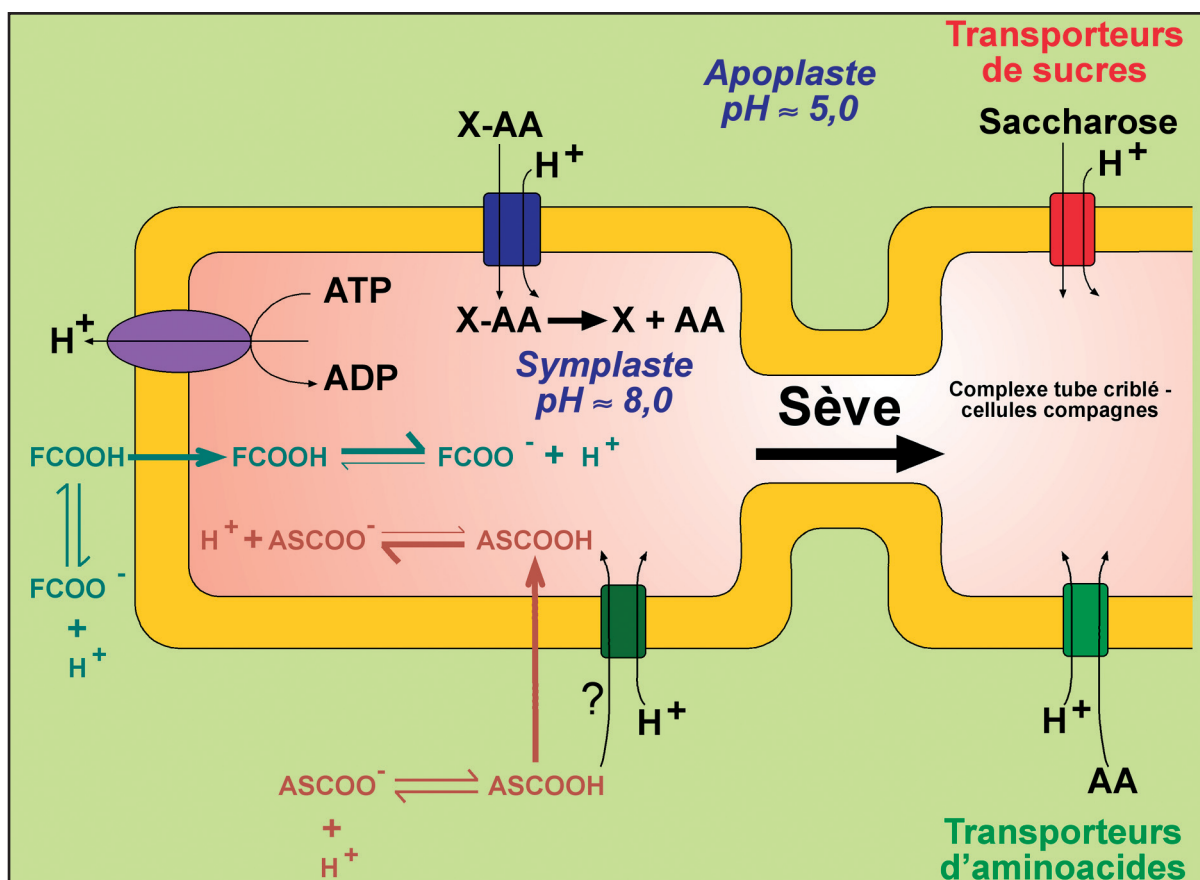 Transporteurs
de sucres
Apoplaste
pH ≈ 5,0
X-AA
H+
Saccharose
H+
ATP
H+
ADP
X-AA → X + AA
Symplaste
pH ≈ 8,0
Sève
Complexe tube criblé -
cellules compagnes
FCOOH → FCOOH ⇌ FCOO- + H+
H+ + ASCOO- ⇌ ASCOOH
FCOO-
+
H+
?
H+
H+
ASCOO- ⇌ ASCOOH
+
H+
AA
Transporteurs
d'aminoacides